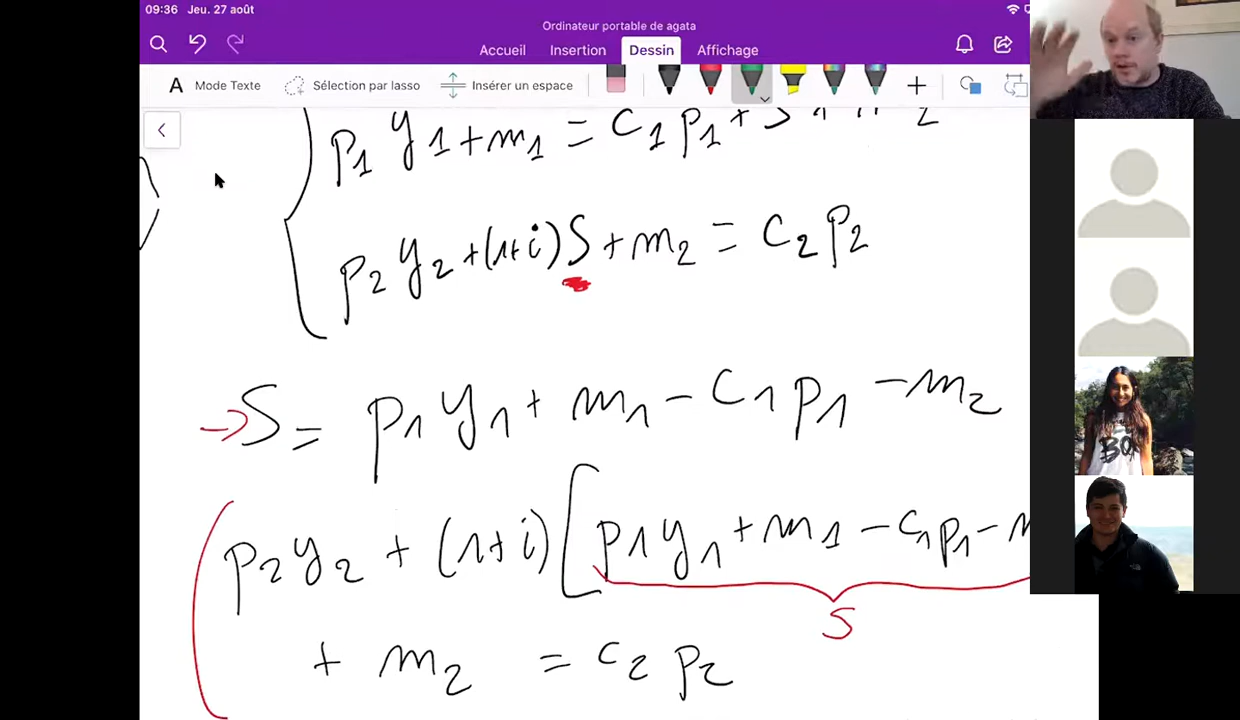 09:36 Jeu. 27 août
Ordinateur portable de agata
Accueil Insertion Dessin Affichage
A Mode Texte Sélection par lasso Insérer un espace
p1 y1 + m1 = c1 p1 + S + m2
p2 y2 + (1+i) S + m2 = c2 p2
→ S = p1 y1 + m1 - c1 p1 - m2
p2 y2 + (1+i) [ p1 y1 + m1 - c1 p1 - m
S
+ m2 = c2 p2
BO